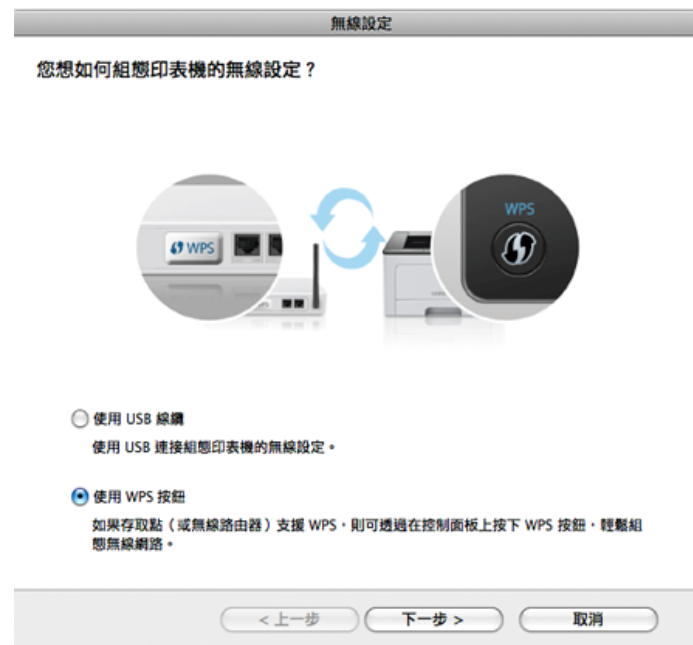 無線設定
您想如何組態印表機的無線設定？
WPS
WPS
使用 USB 線纜
使用 USB 連接組態印表機的無線設定。
使用 WPS 按鈕
如果存取點（或無線路由器）支援 WPS，則可透過在控制面板上按下 WPS 按鈕，輕鬆組
態無線網路。
< 上一步
下一步 >
取消